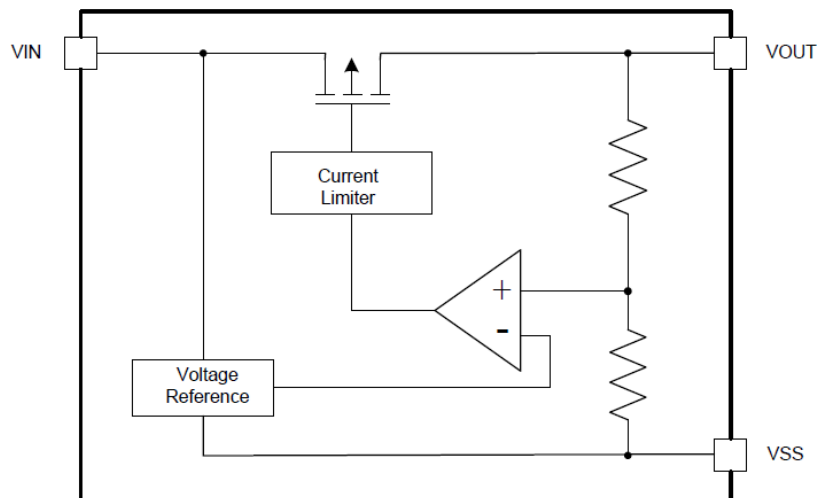 VIN
VOUT
Current
Limiter
+
-
Voltage
Reference
VSS